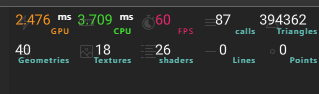 2.476 ms 3.709 ms 60 87 394362
GPU CPU FPS calls Triangles
40 18 26 0 0
Geometries Textures shaders Lines Points